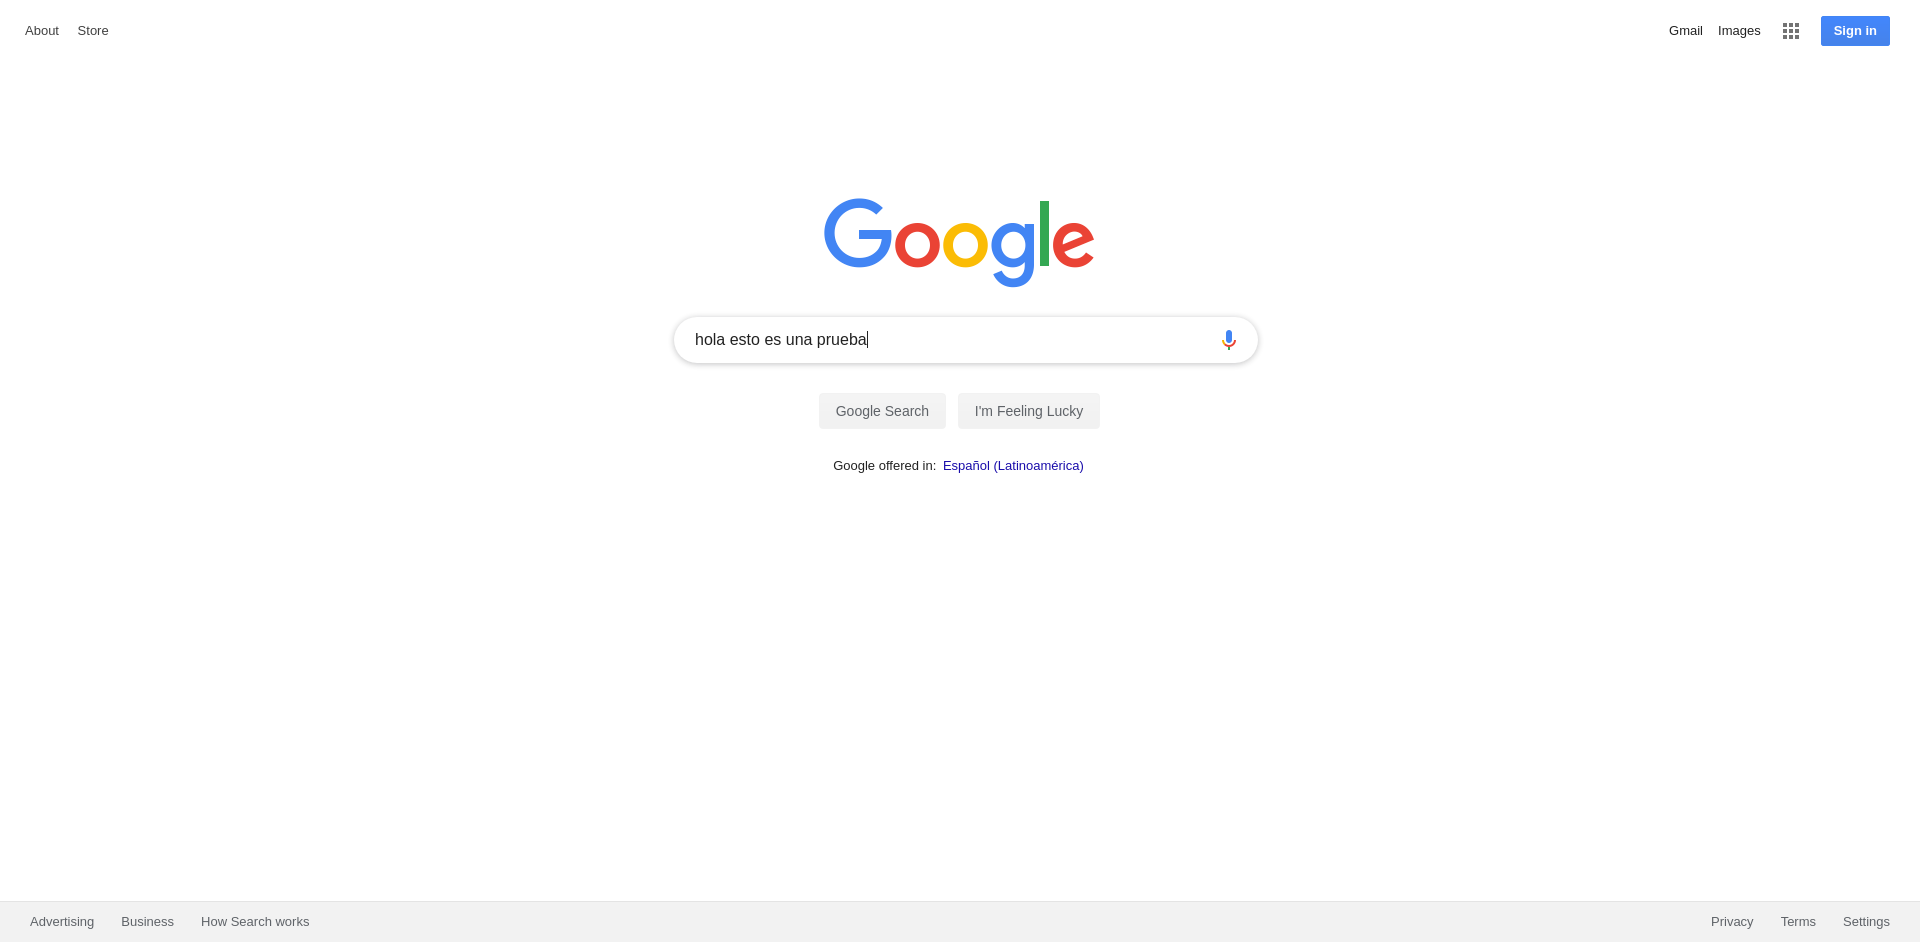 About Store Gmail Images Sign in
Google
hola esto es una prueba
Google Search I'm Feeling Lucky
Google offered in: Español (Latinoamérica)
Advertising Business How Search works Privacy Terms Settings